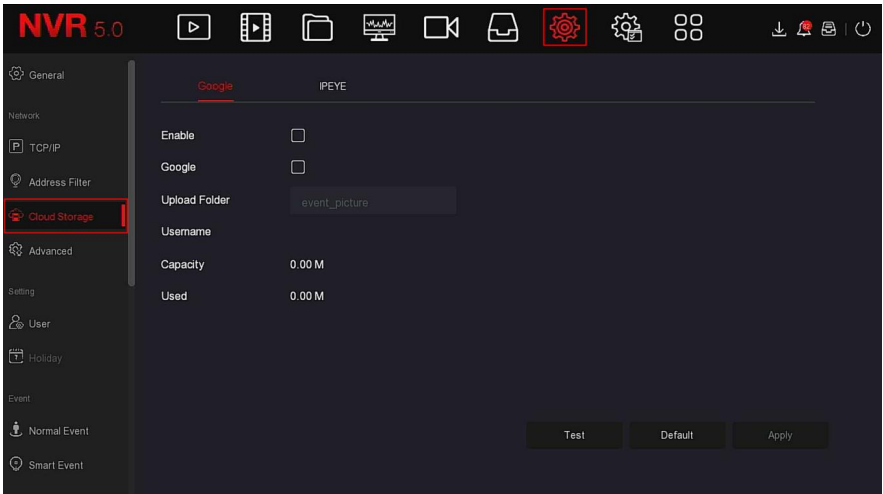 NVR 5.0
General
Network
TCP/IP
Address Filter
Cloud Storage
Advanced
Setting
User
Holiday
Event
Normal Event
Smart Event
Google IPEYE
Enable
Google
Upload Folder event_picture
Username
Capacity 0.00 M
Used 0.00 M
Test Default Apply